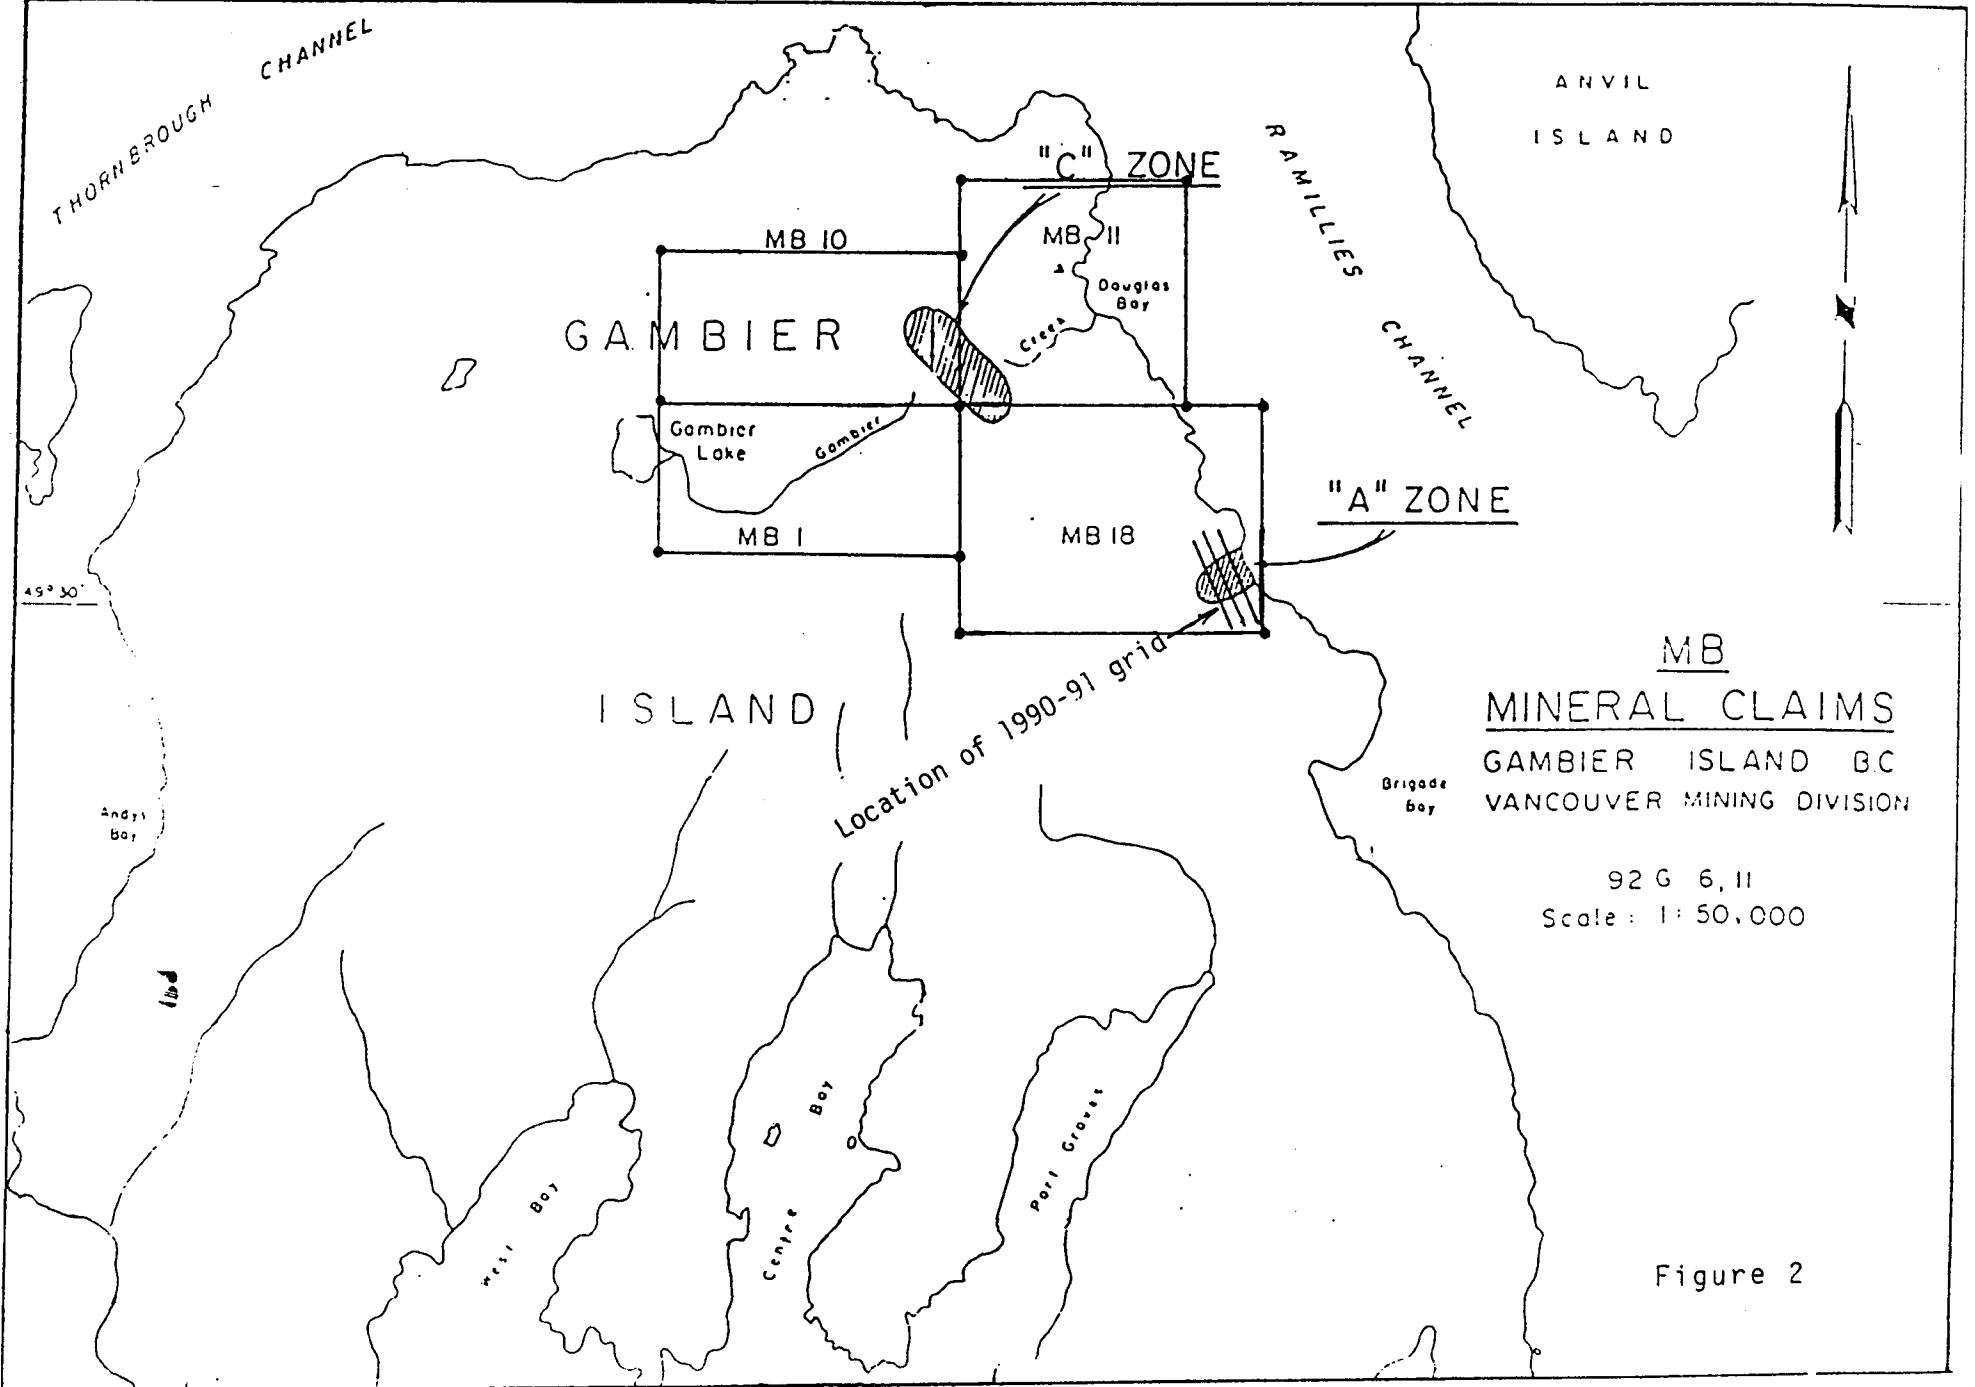 THORNBROUGH CHANNEL
ANVIL
ISLAND
RAMILLIES CHANNEL
"C" ZONE
MB 10
MB 11
Douglas
Bay
GAMBIER
Creek
Gambier
Lake
Gambier
"A" ZONE
MB 1
MB 18
49° 30'
ISLAND
Location of 1990-91 grid
MB
MINERAL CLAIMS
GAMBIER ISLAND B.C
VANCOUVER MINING DIVISION
Brigade
Bay
Andys
Bay
92 G 6, 11
Scale: 1:50,000
West Bay
Centre Bay
Port Graves
Figure 2